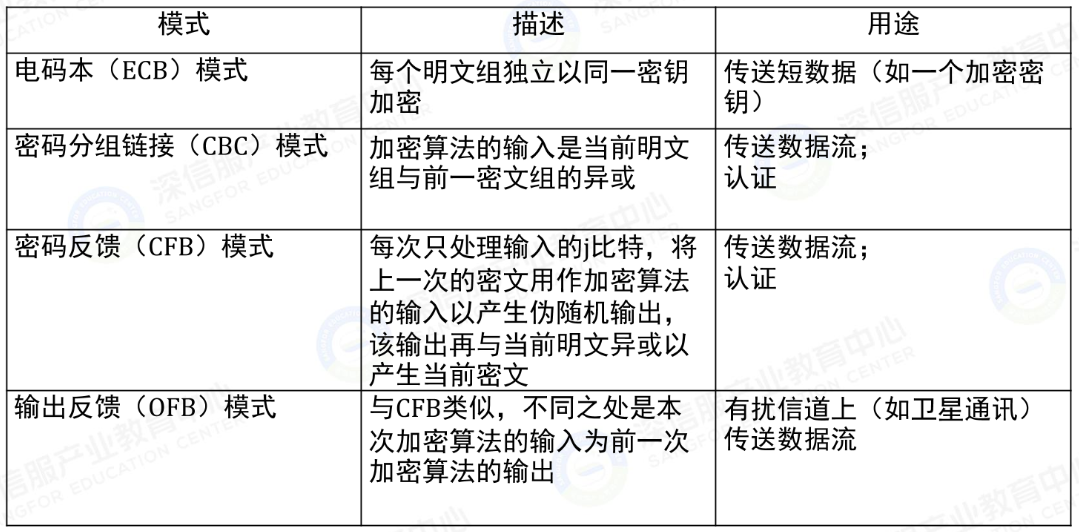 模式 描述 用途
电码本（ECB）模式 每个明文组独立以同一密钥 传送短数据（如一个加密密
加密 钥）
密码分组链接（CBC）模式 加密算法的输入是当前明文 传送数据流；
组与前一密文组的异或 认证
密码反馈（CFB）模式 每次只处理输入的j比特，将 传送数据流；
上一次的密文用作加密算法 认证
的输入以产生伪随机输出，
该输出再与当前明文异或以
产生当前密文
输出反馈（OFB）模式 与CFB类似，不同之处是本 有扰信道上（如卫星通讯）
次加密算法的输入为前一次 传送数据流
加密算法的输出
深信服产业教育中心
SANGFOR EDUCATION CENTER